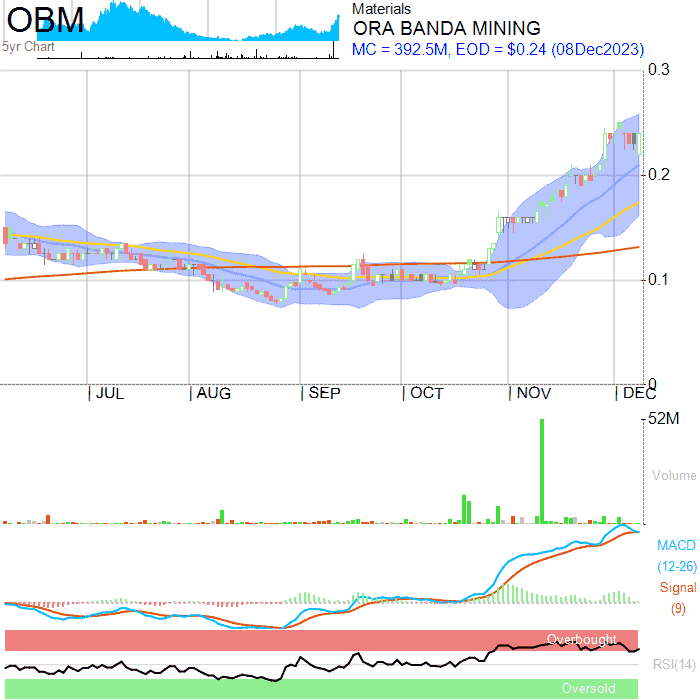 OBM
5yr Chart
Materials
ORA BANDA MINING
MC = 392.5M, EOD = $0.24 (08Dec2023)
0.3
0.2
0.1
0
JUL
AUG
SEP
OCT
NOV
DEC
52M
Volume
MACD
(12-26)
Signal
(9)
Overbought
RSI(14)
Oversold